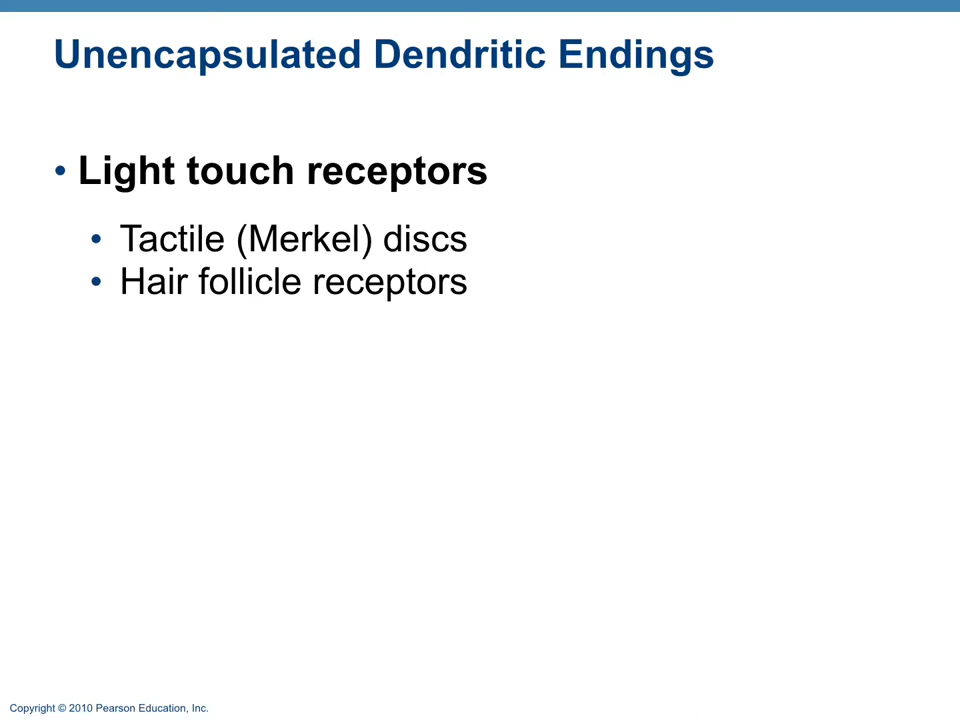 Unencapsulated Dendritic Endings
• Light touch receptors
• Tactile (Merkel) discs
• Hair follicle receptors
Copyright © 2010 Pearson Education, Inc.